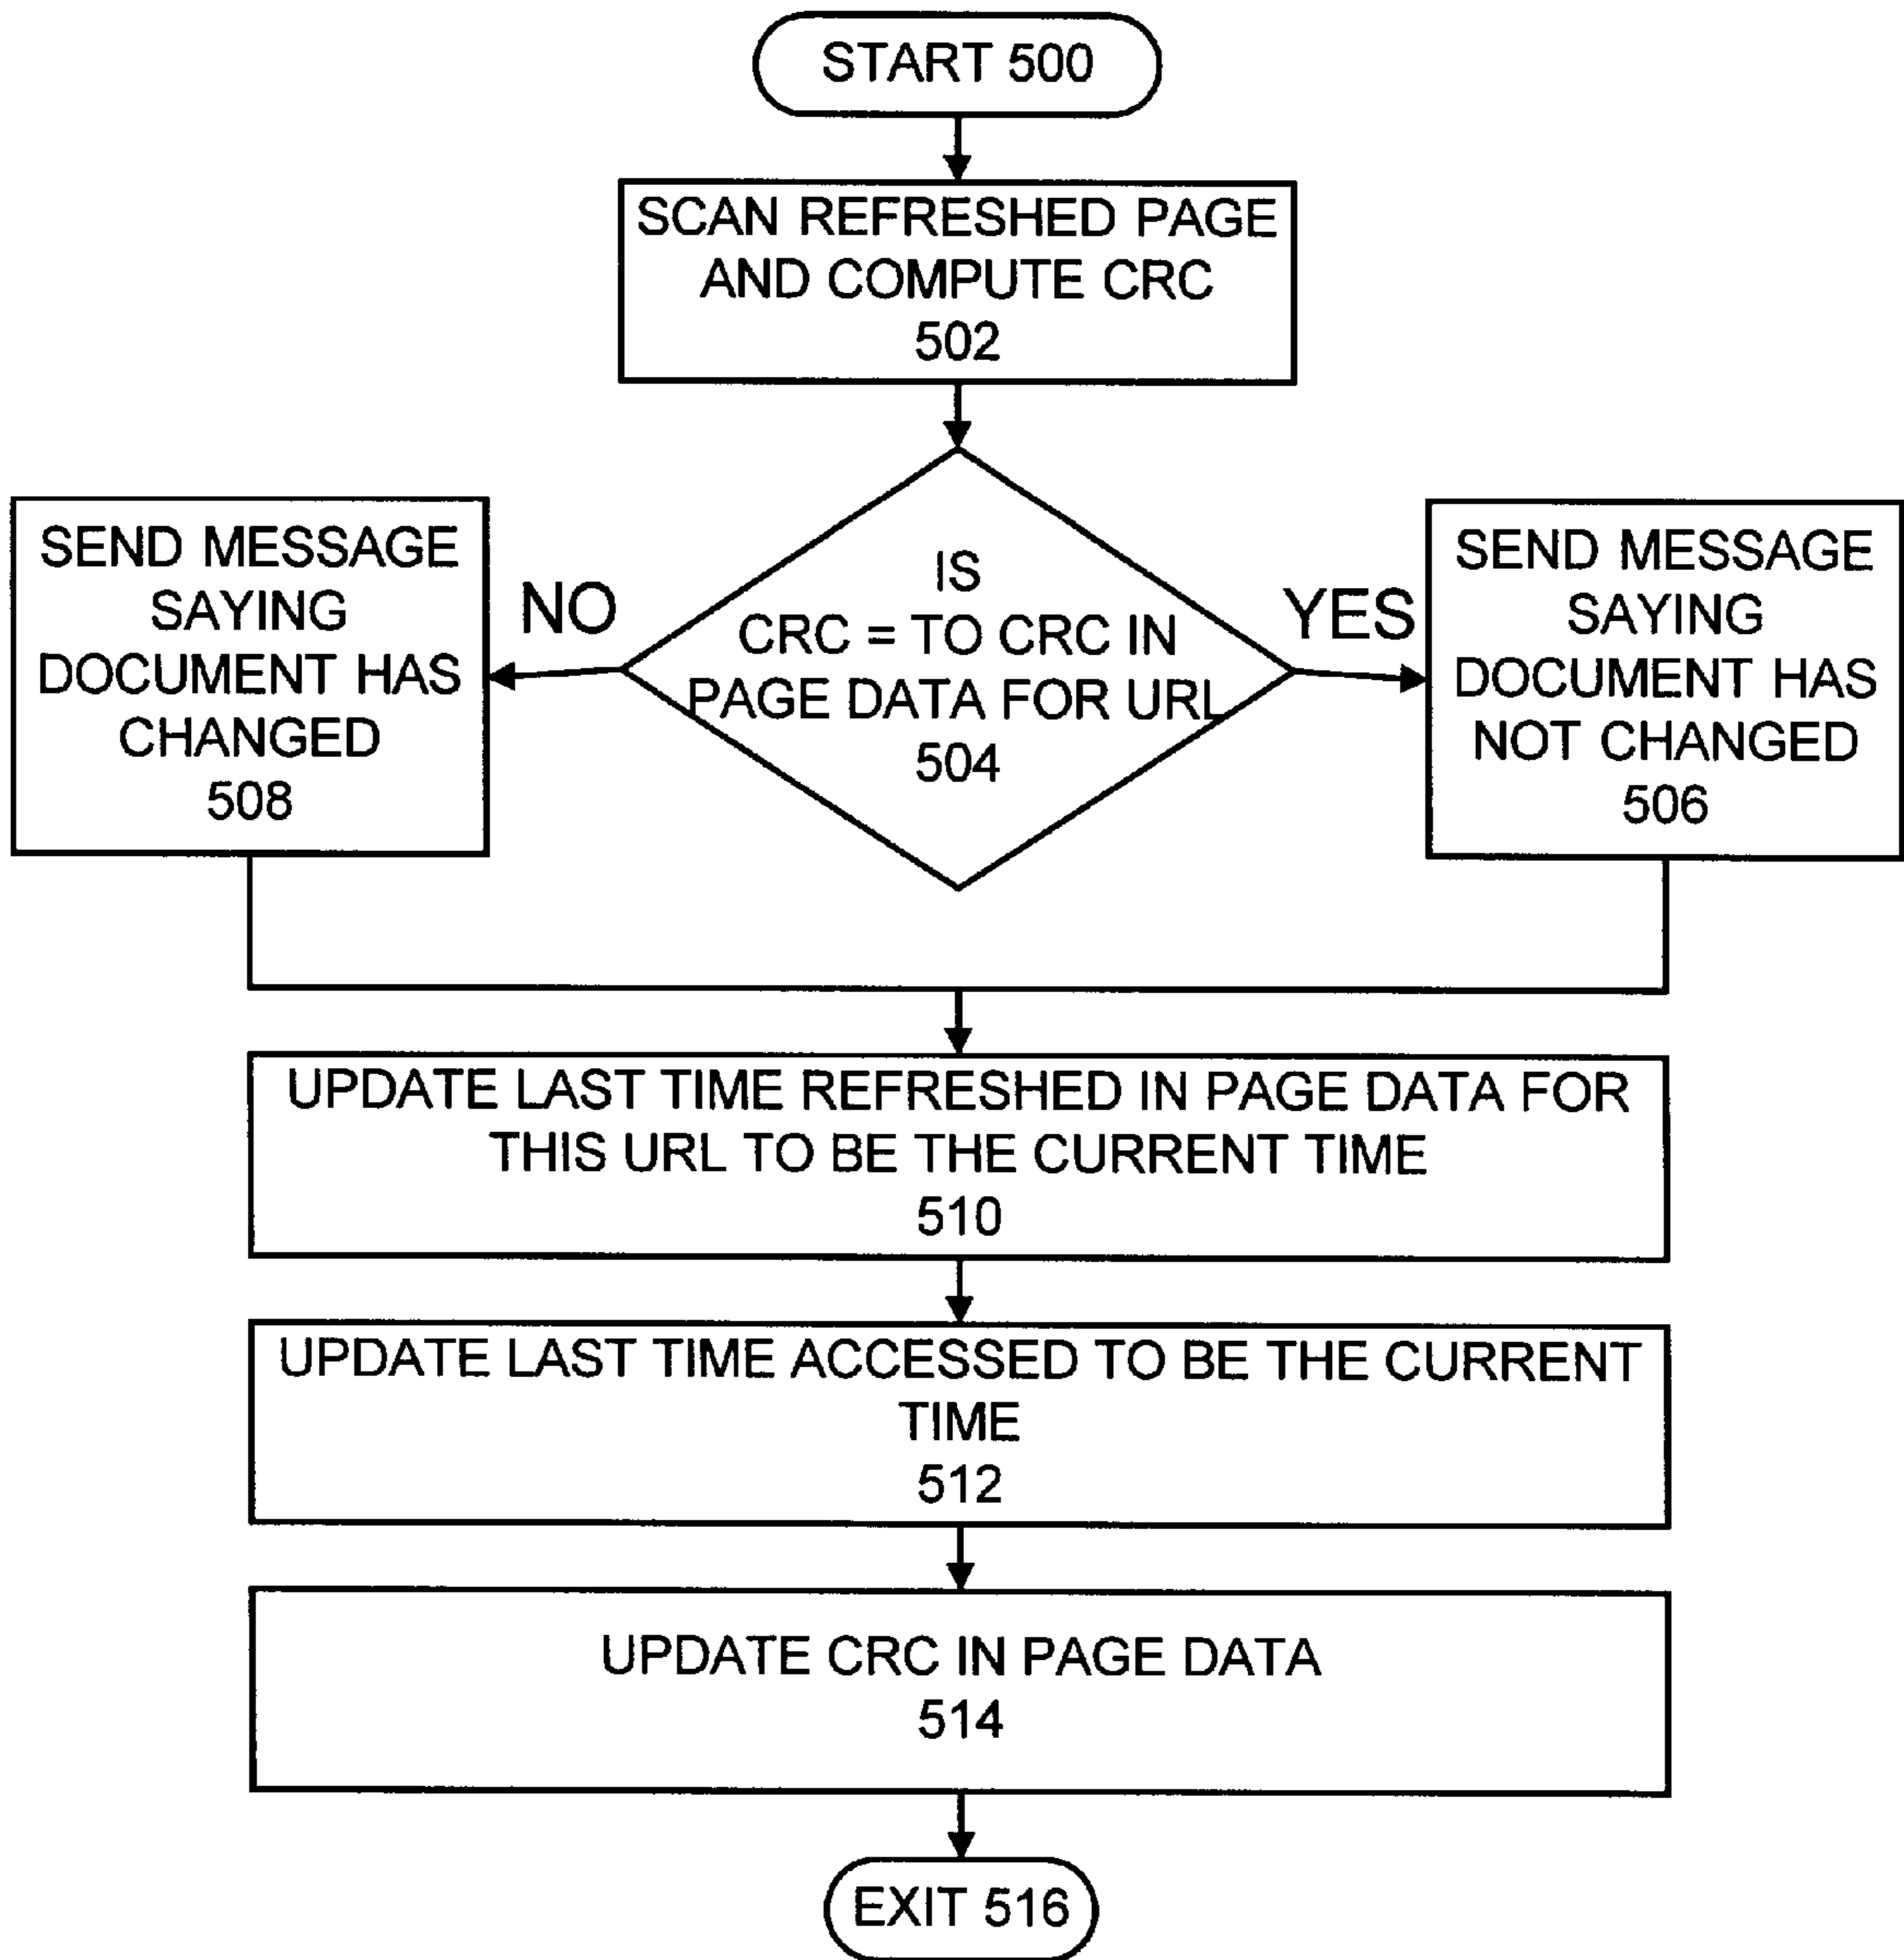 START 500
SCAN REFRESHED PAGE
AND COMPUTE CRC
502
IS
CRC = TO CRC IN
PAGE DATA FOR URL
504
NO
YES
SEND MESSAGE
SAYING
DOCUMENT HAS
CHANGED
508
SEND MESSAGE
SAYING
DOCUMENT HAS
NOT CHANGED
506
UPDATE LAST TIME REFRESHED IN PAGE DATA FOR
THIS URL TO BE THE CURRENT TIME
510
UPDATE LAST TIME ACCESSED TO BE THE CURRENT
TIME
512
UPDATE CRC IN PAGE DATA
514
EXIT 516